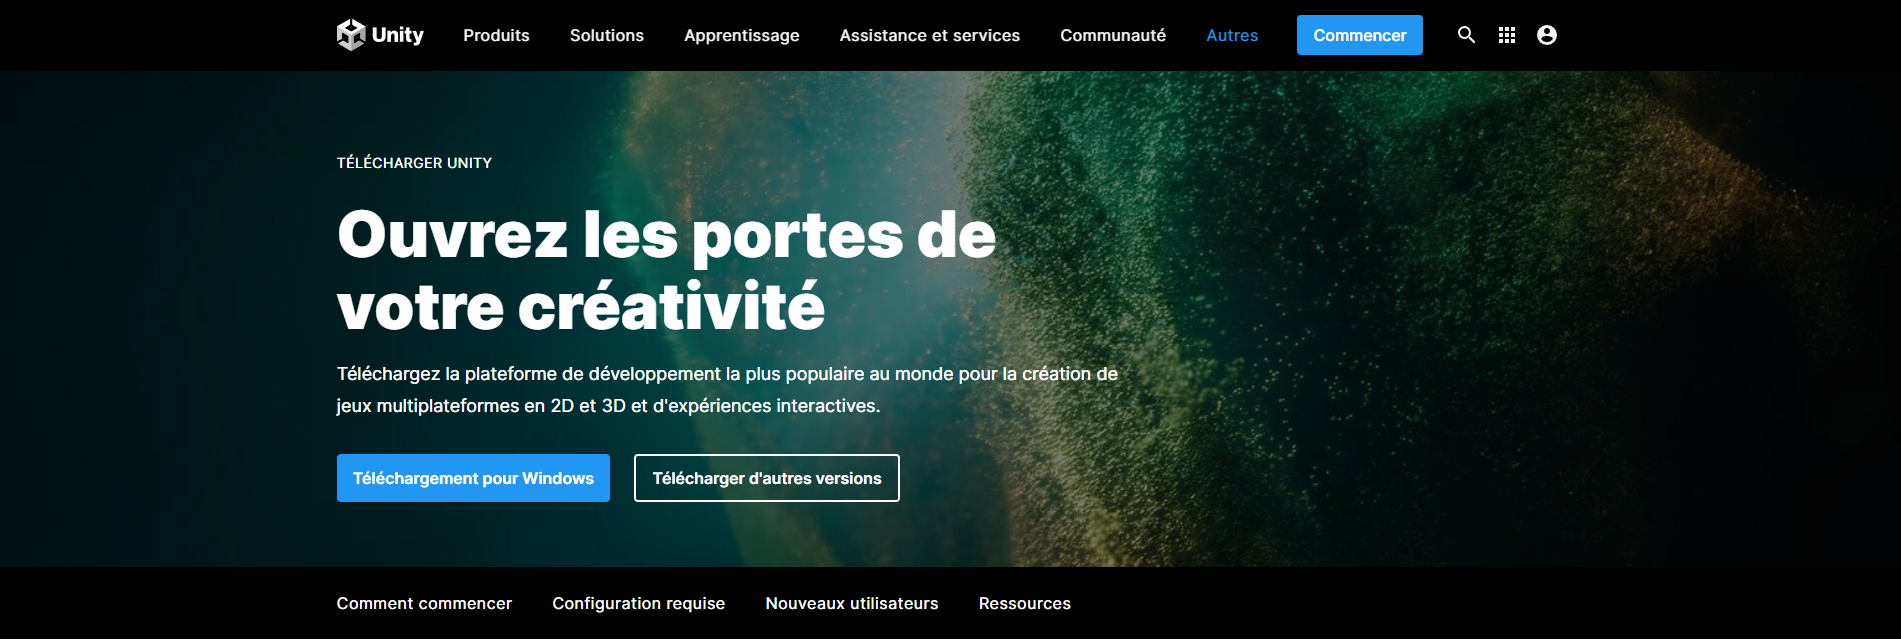 Unity Produits Solutions Apprentissage Assistance et services Communauté Autres Commencer
TÉLÉCHARGER UNITY
Ouvrez les portes de
votre créativité
Téléchargez la plateforme de développement la plus populaire au monde pour la création de
jeux multiplateformes en 2D et 3D et d'expériences interactives.
Téléchargement pour Windows Télécharger d'autres versions
Comment commencer Configuration requise Nouveaux utilisateurs Ressources